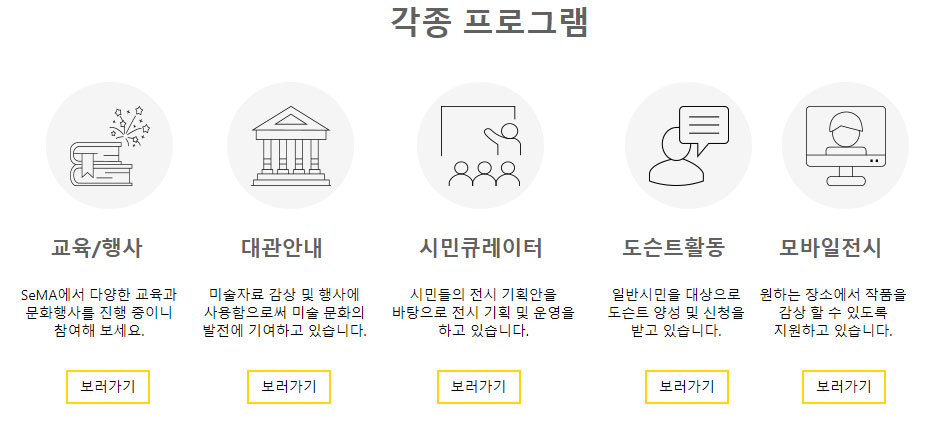 각종 프로그램
교육/행사
SeMA에서 다양한 교육과
문화행사를 진행 중이니
참여해 보세요.
보러가기
대관안내
미술자료 감상 및 행사에
사용함으로써 미술 문화의
발전에 기여하고 있습니다.
보러가기
시민큐레이터
시민들의 전시 기획안을
바탕으로 전시 기획 및 운영을
하고 있습니다.
보러가기
도슨트활동
일반시민을 대상으로
도슨트 양성 및 신청을
받고 있습니다.
보러가기
모바일전시
원하는 장소에서 작품을
감상 할 수 있도록
지원하고 있습니다.
보러가기